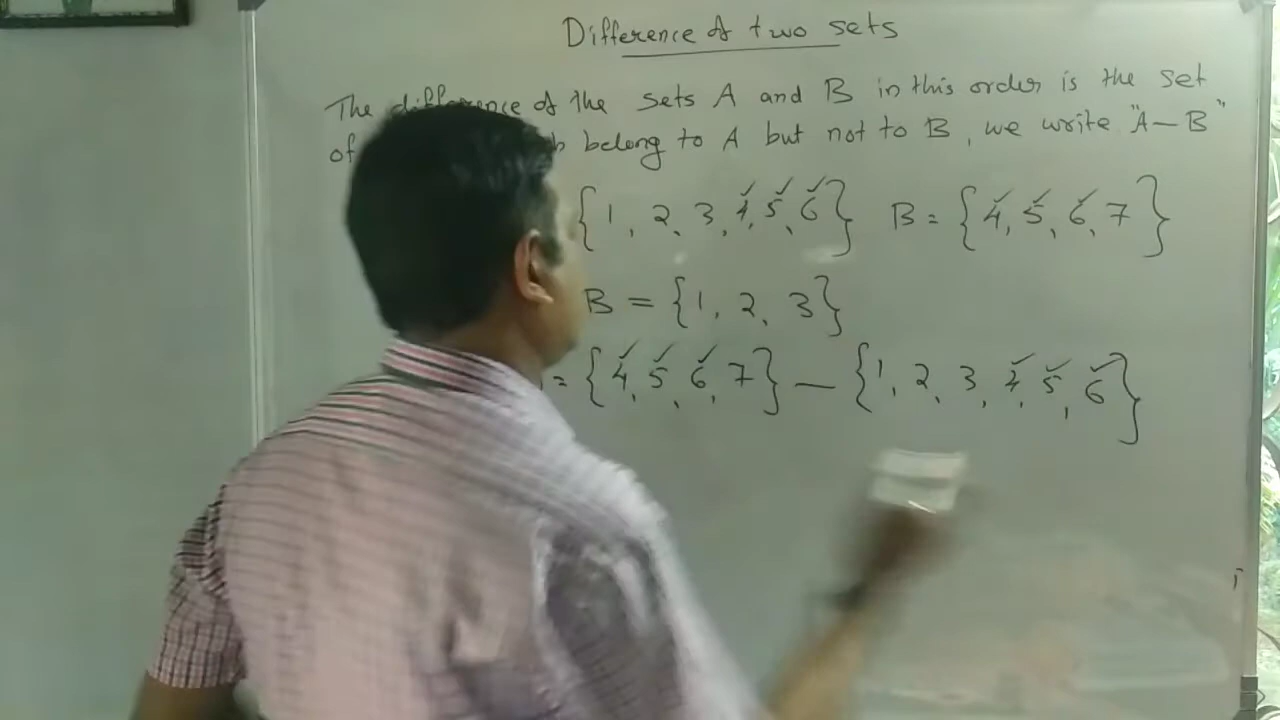 Difference of two sets
The difference of the sets A and B in this order is the set
of belong to A but not to B, we write "A-B"
{1, 2, 3, 4, 5, 6} B = {4, 5, 6, 7}
B = {1, 2, 3}
= {4, 5, 6, 7} — {1, 2, 3, 4, 5, 6}